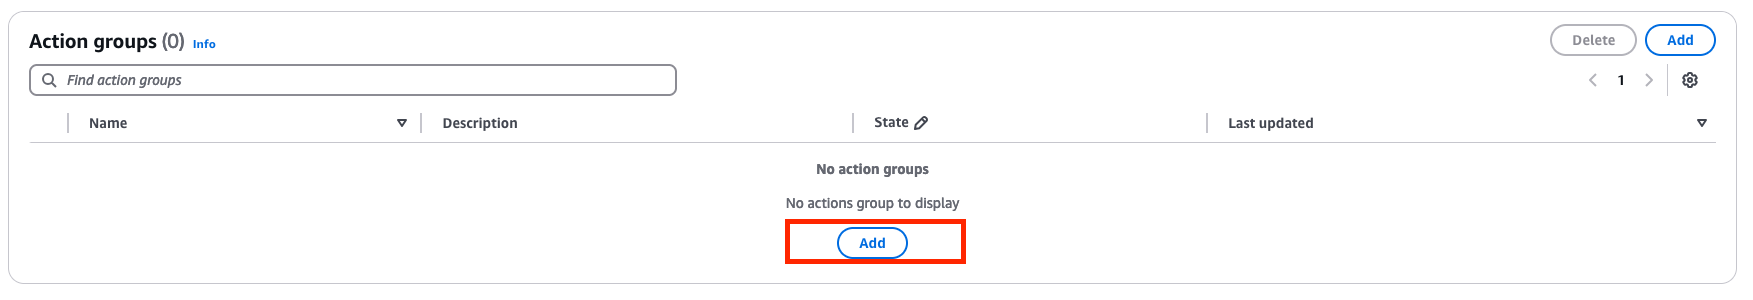 Action groups (0) Info
Delete
Add
Find action groups
1
Name
Description
State
Last updated
No action groups
No actions group to display
Add